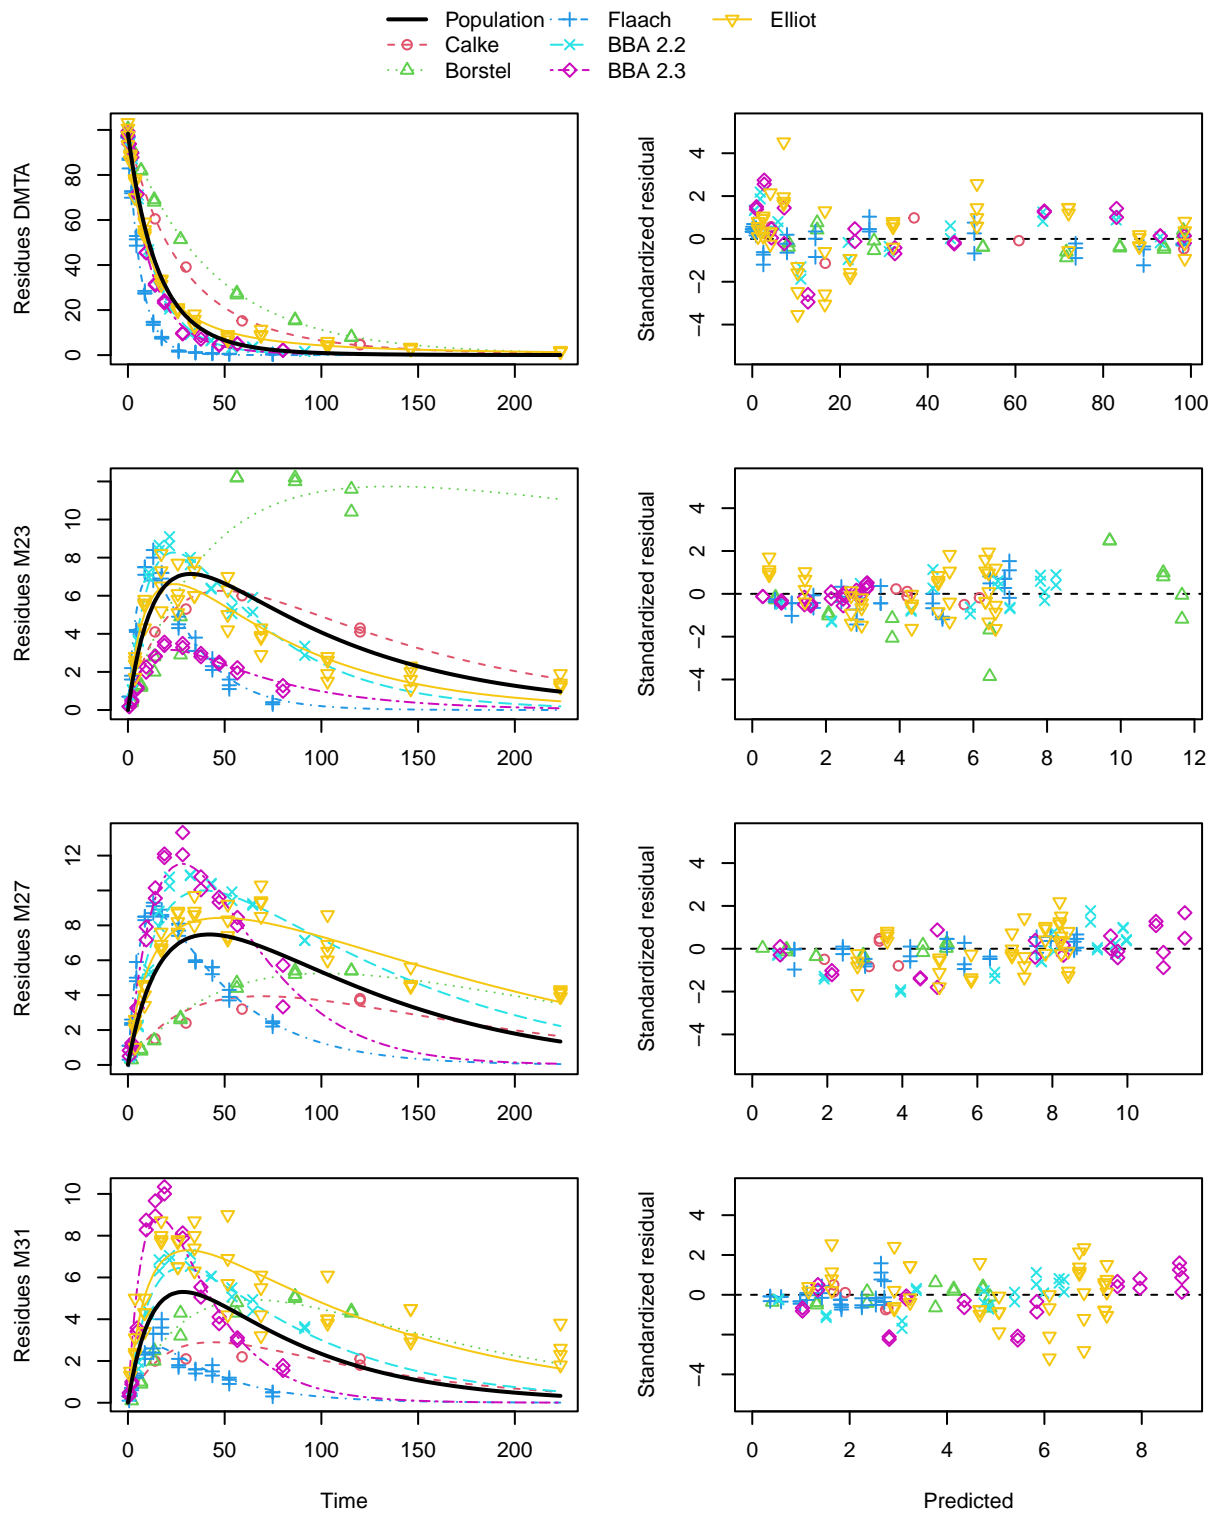 Population Flaach Elliot
Calke BBA 2.2
Borstel BBA 2.3
Residues DMTA
0 20 40 60 80
0 50 100 150 200
Standardized residual
−4 −2 0 2 4
0 20 40 60 80 100
Residues M23
0 2 4 6 8 10
0 50 100 150 200
Standardized residual
−4 −2 0 2 4
0 2 4 6 8 10 12
Residues M27
0 2 4 6 8 12
0 50 100 150 200
Standardized residual
−4 −2 0 2 4
0 2 4 6 8 10
Residues M31
0 2 4 6 8 10
0 50 100 150 200
Time
Standardized residual
−4 −2 0 2 4
0 2 4 6 8
Predicted